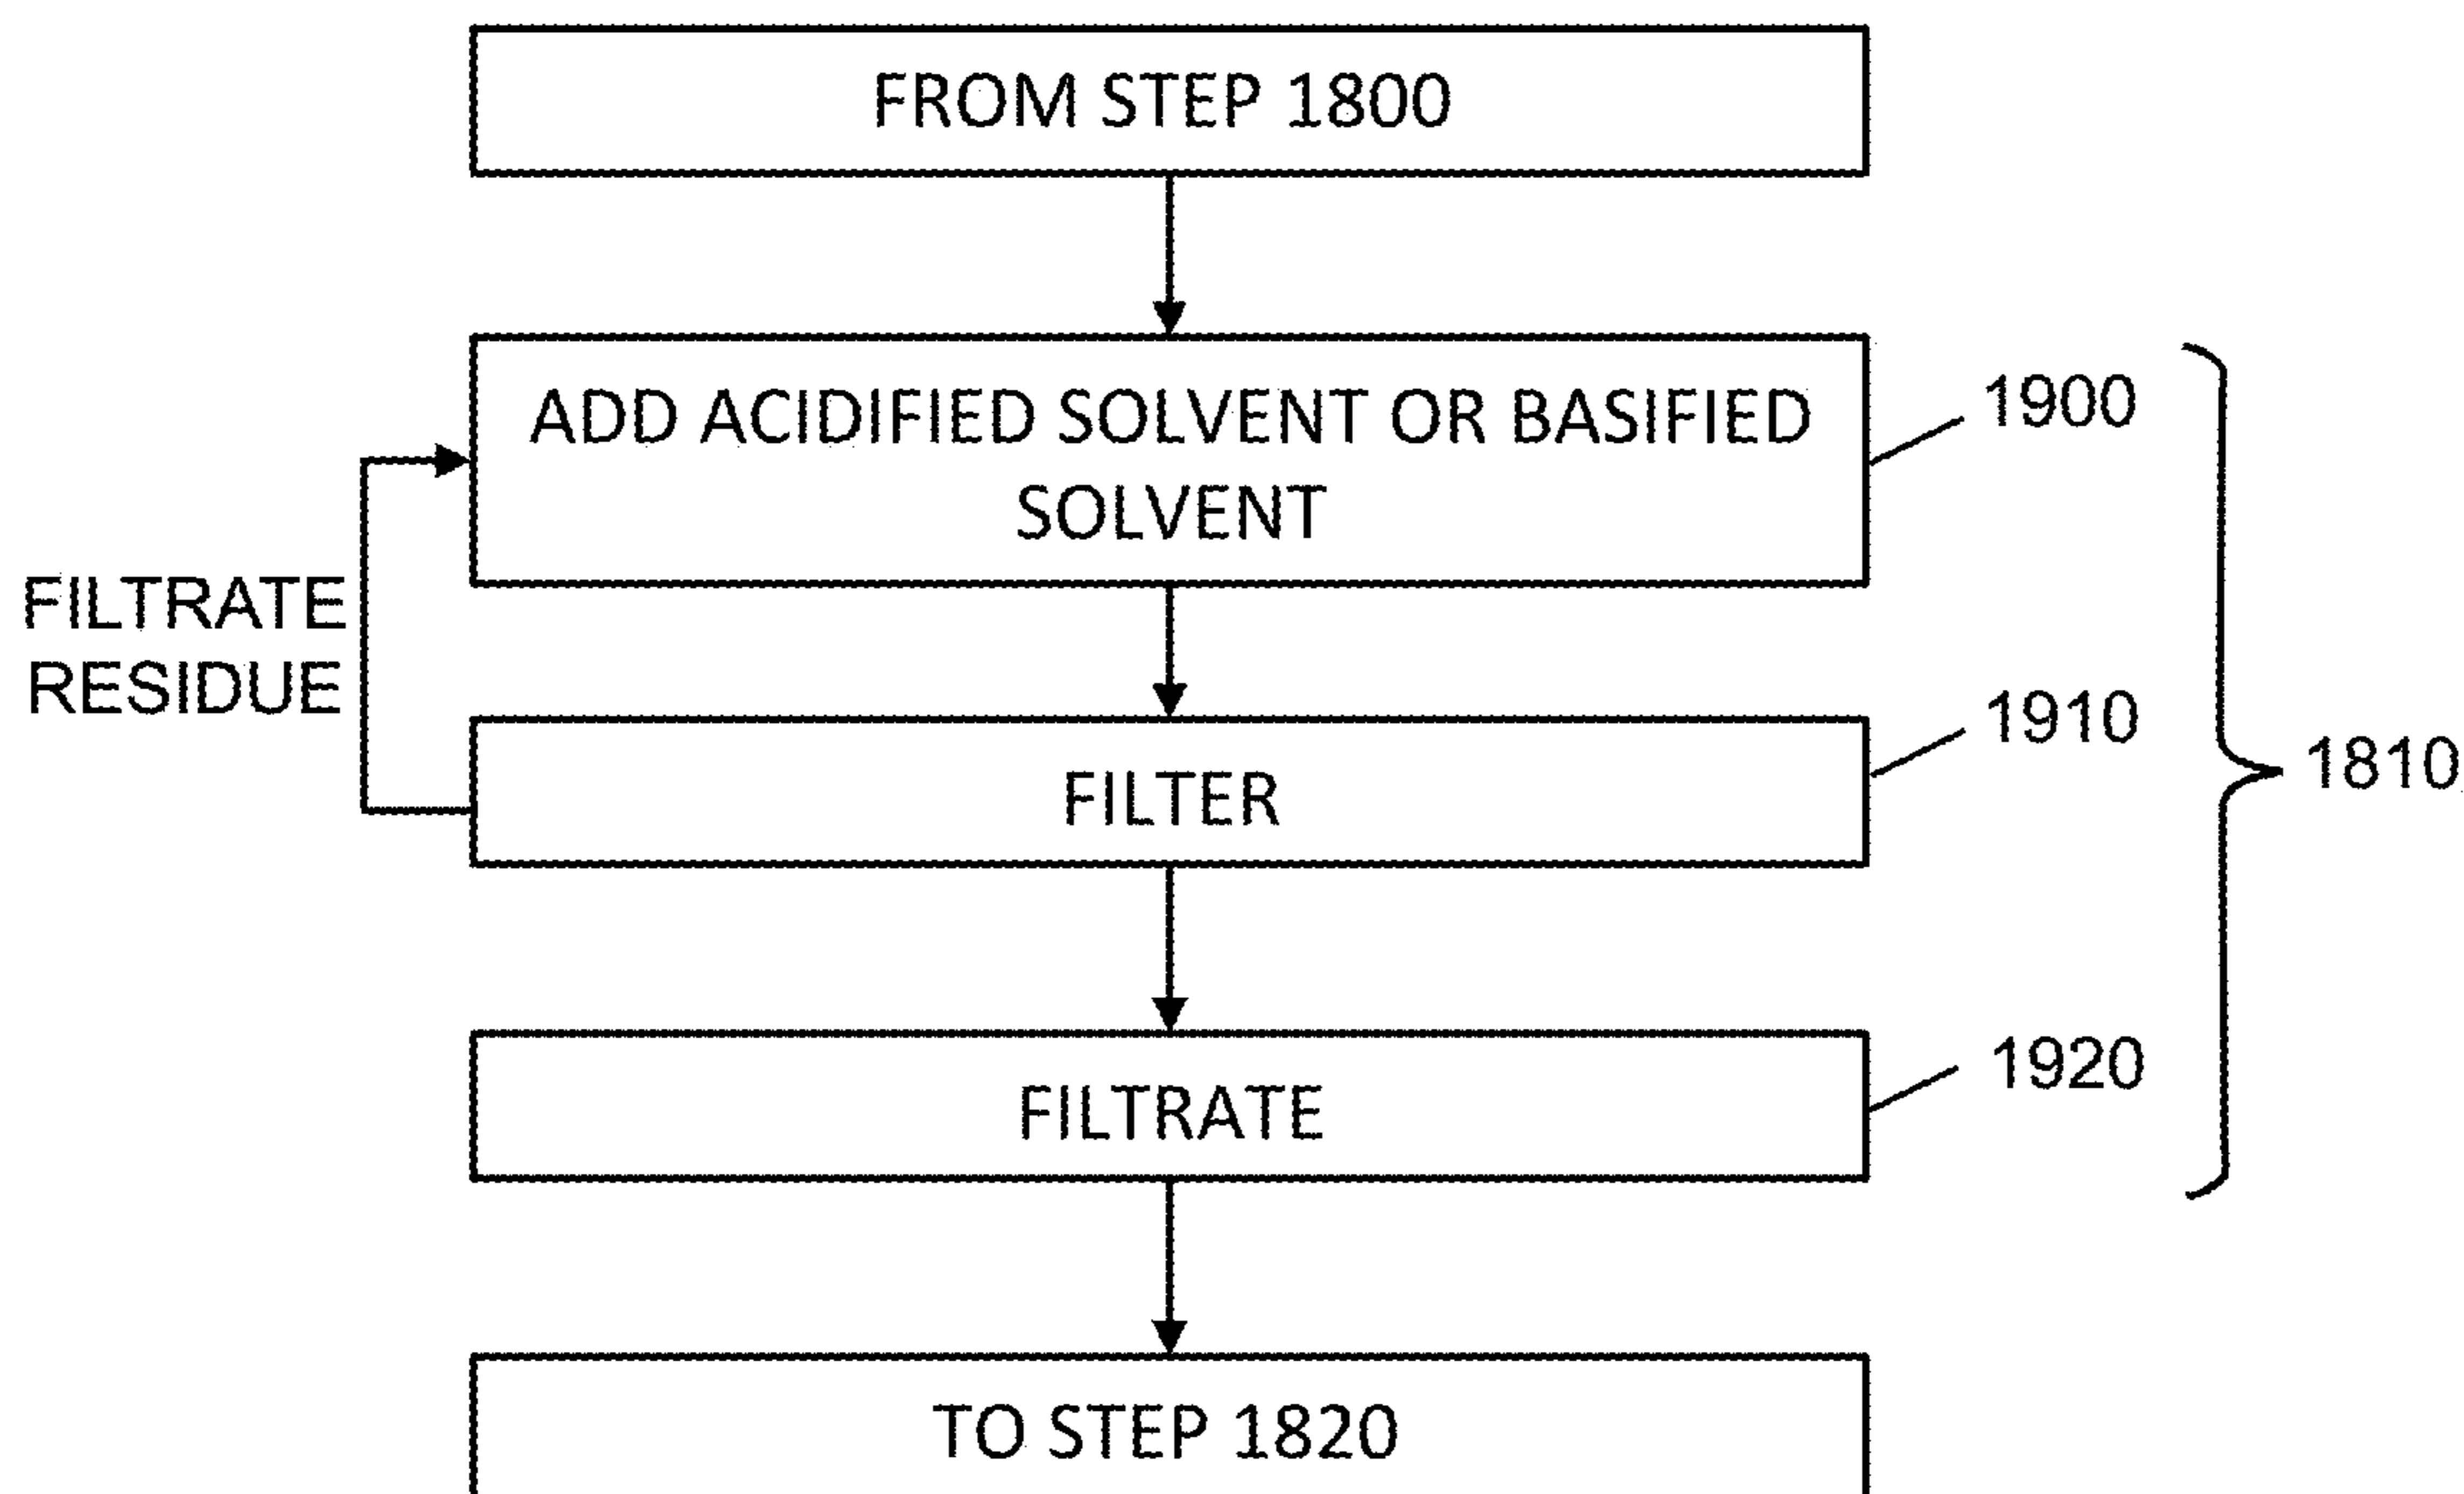 FROM STEP 1800
ADD ACIDIFIED SOLVENT OR BASIFIED
SOLVENT
1900
FILTRATE
RESIDUE
FILTER
1910
1810
FILTRATE
1920
TO STEP 1820